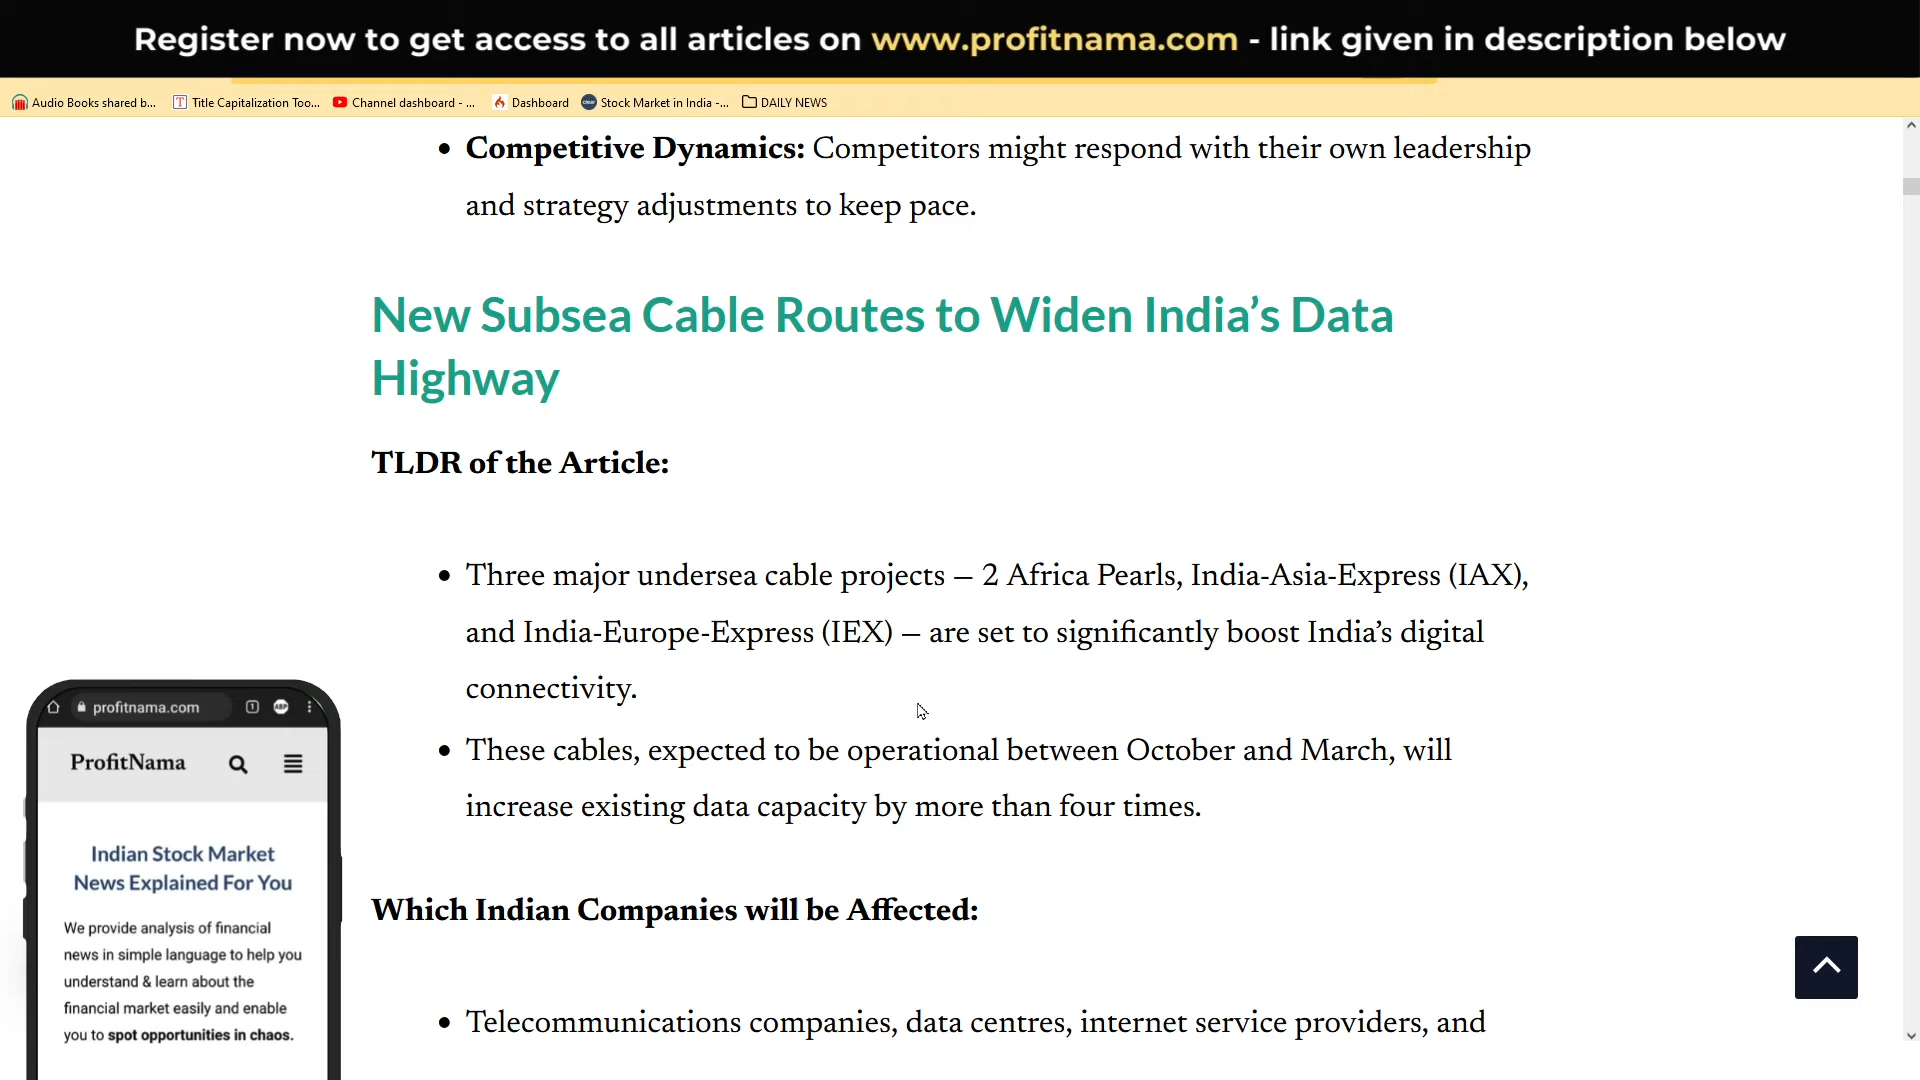 Register now to get access to all articles on www.profitnama.com - link given in description below
Audio Books shared b... Title Capitalization Too... Channel dashboard - ... Dashboard Stock Market in India -... DAILY NEWS
• Competitive Dynamics: Competitors might respond with their own leadership
and strategy adjustments to keep pace.
New Subsea Cable Routes to Widen India’s Data
Highway
TLDR of the Article:
• Three major undersea cable projects – 2 Africa Pearls, India-Asia-Express (IAX),
and India-Europe-Express (IEX) – are set to significantly boost India’s digital
connectivity.
• These cables, expected to be operational between October and March, will
increase existing data capacity by more than four times.
Which Indian Companies will be Affected:
• Telecommunications companies, data centres, internet service providers, and
profitnama.com 1 ABP
ProfitNama
Indian Stock Market
News Explained For You
We provide analysis of financial
news in simple language to help you
understand & learn about the
financial market easily and enable
you to spot opportunities in chaos.